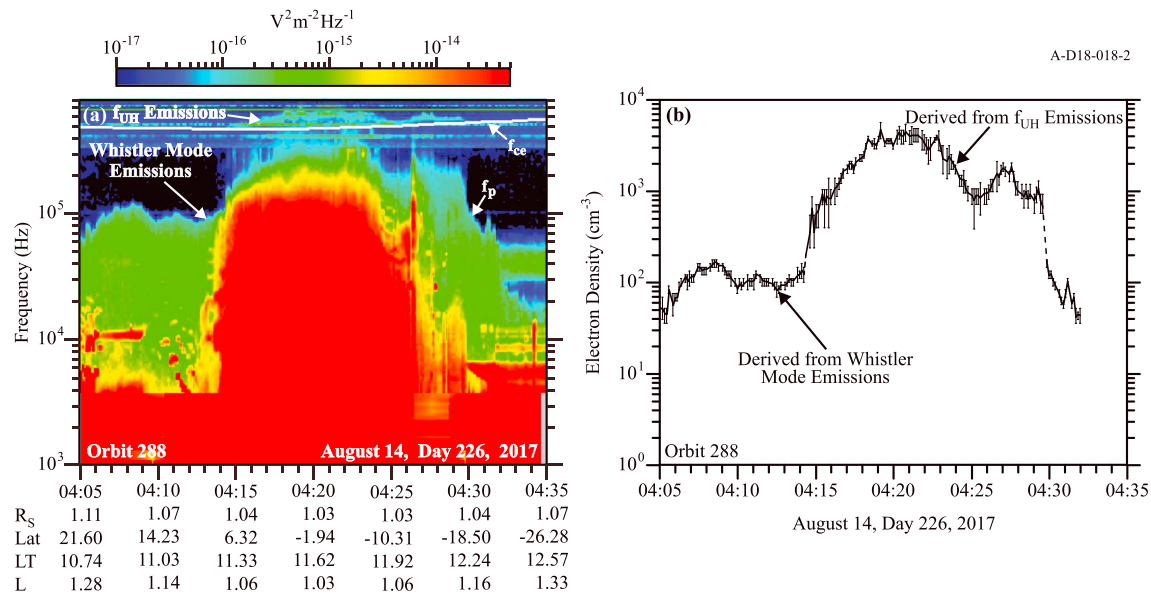 V²m⁻²Hz⁻¹
10⁻¹⁷ 10⁻¹⁶ 10⁻¹⁵ 10⁻¹⁴
A-D18-018-2
(a) f_UH Emissions
f_ce
Whistler Mode
Emissions
f_p
Frequency (Hz)
10⁵
10⁴
10³
Orbit 288 August 14, Day 226, 2017
04:05 04:10 04:15 04:20 04:25 04:30 04:35
R_S 1.11 1.07 1.04 1.03 1.03 1.04 1.07
Lat 21.60 14.23 6.32 -1.94 -10.31 -18.50 -26.28
LT 10.74 11.03 11.33 11.62 11.92 12.24 12.57
L 1.28 1.14 1.06 1.03 1.06 1.16 1.33
(b)
Derived from f_UH Emissions
Derived from Whistler
Mode Emissions
Electron Density (cm⁻³)
10⁴
10³
10²
10¹
10⁰
Orbit 288
04:05 04:10 04:15 04:20 04:25 04:30 04:35
August 14, Day 226, 2017